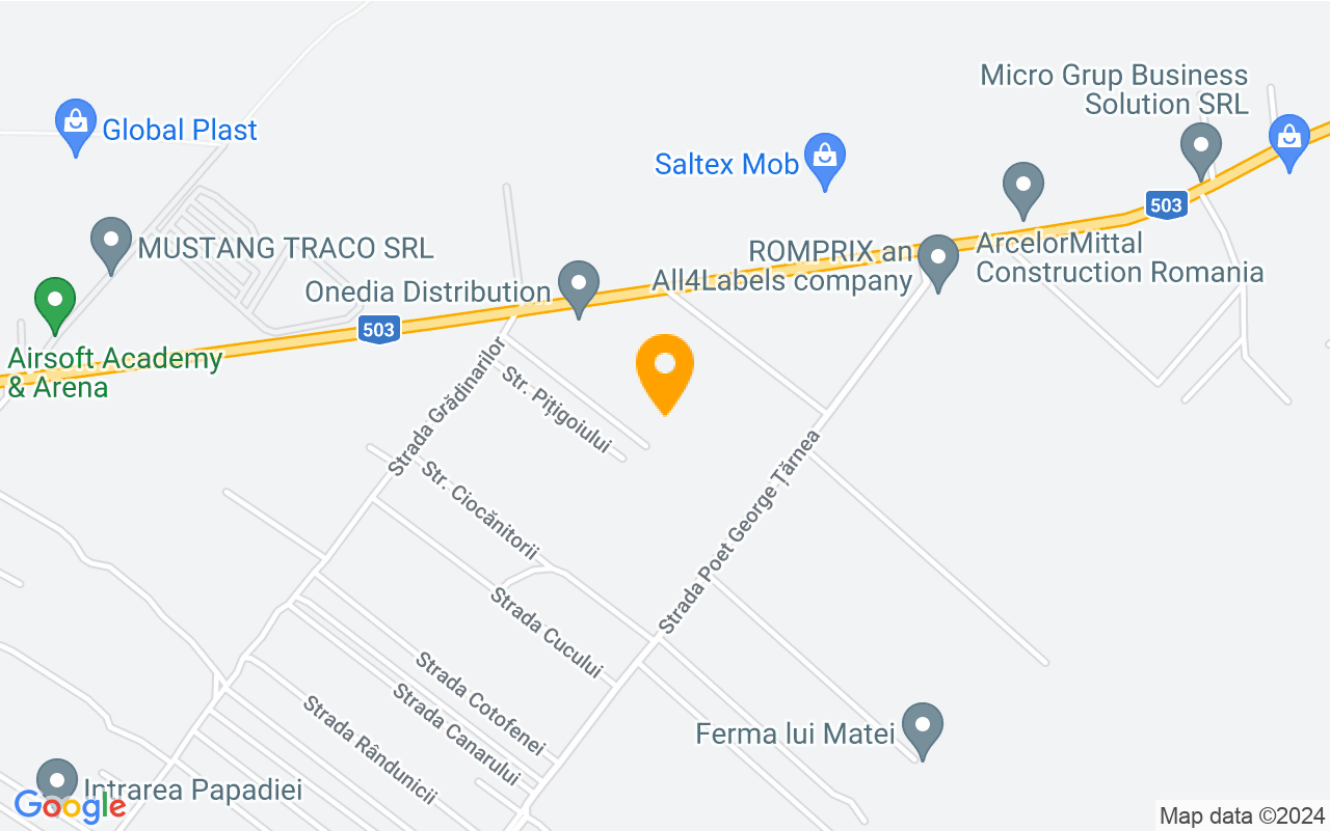 Micro Grup Business
Solution SRL
Global Plast
Saltex Mob
503
MUSTANG TRACO SRL
ROMPRIX an
All4Labels company
ArcelorMittal
Construction Romania
Onedia Distribution
503
Airsoft Academy
& Arena
Strada Grădinarilor
Str. Pițigoiului
Str. Ciocănitorii
Strada Poet George Țărnea
Strada Cucului
Strada Cotofenei
Strada Canarului
Strada Rândunicii
Ferma lui Matei
Intrarea Papadiei
Google
Map data ©2024